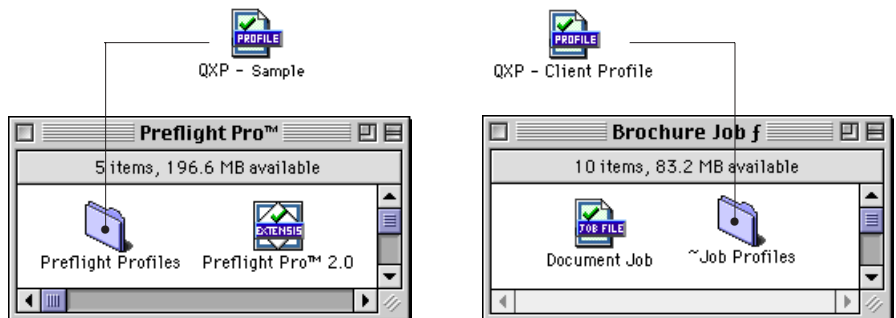 PROFILE
QXP - Sample
PROFILE
QXP - Client Profile
Preflight Pro™
5 items, 196.6 MB available
EXTENSIS
Preflight Profiles
Preflight Pro™ 2.0
Brochure Job ƒ
10 items, 83.2 MB available
JOB FILE
Document Job
~Job Profiles